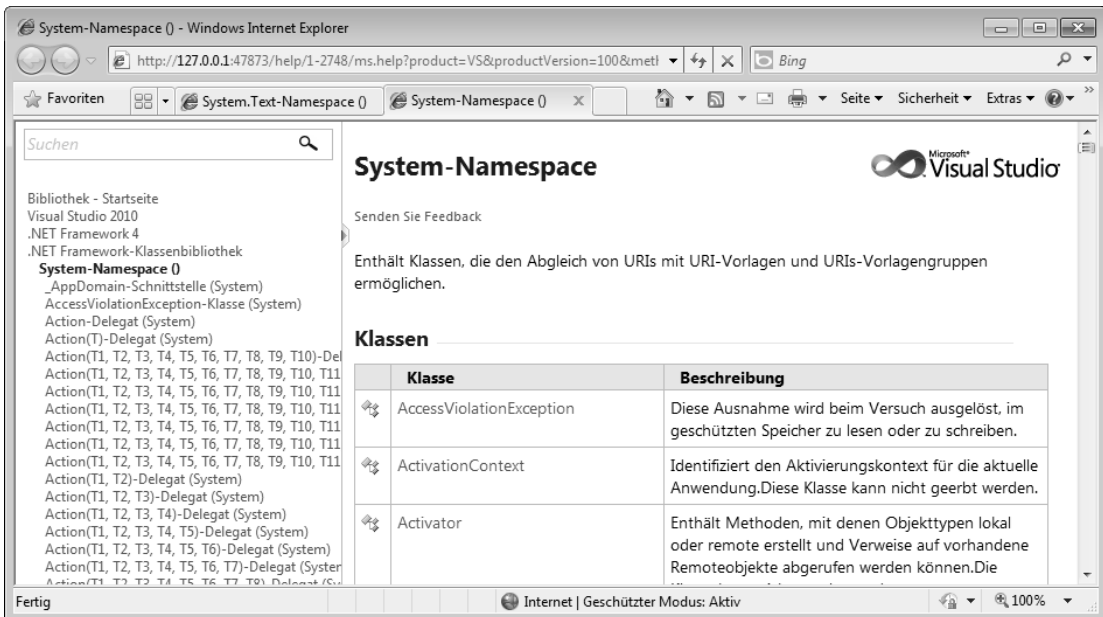 System-Namespace () - Windows Internet Explorer
http://127.0.0.1:47873/help/1-2748/ms.help?product=VS&productVersion=100&metl
Bing
Favoriten
System.Text-Namespace ()
System-Namespace ()
Seite
Sicherheit
Extras
Suchen
Bibliothek - Startseite
Visual Studio 2010
.NET Framework 4
.NET Framework-Klassenbibliothek
System-Namespace ()
_AppDomain-Schnittstelle (System)
AccessViolationException-Klasse (System)
Action-Delegat (System)
Action(T)-Delegat (System)
Action(T1, T2, T3, T4, T5, T6, T7, T8, T9, T10)-Del
Action(T1, T2, T3, T4, T5, T6, T7, T8, T9, T10, T11
Action(T1, T2, T3, T4, T5, T6, T7, T8, T9, T10, T11
Action(T1, T2, T3, T4, T5, T6, T7, T8, T9, T10, T11
Action(T1, T2, T3, T4, T5, T6, T7, T8, T9, T10, T11
Action(T1, T2, T3, T4, T5, T6, T7, T8, T9, T10, T11
Action(T1, T2, T3, T4, T5, T6, T7, T8, T9, T10, T11
Action(T1, T2)-Delegat (System)
Action(T1, T2, T3)-Delegat (System)
Action(T1, T2, T3, T4)-Delegat (System)
Action(T1, T2, T3, T4, T5)-Delegat (System)
Action(T1, T2, T3, T4, T5, T6)-Delegat (System)
Action(T1, T2, T3, T4, T5, T6, T7)-Delegat (Syster
Action(T1, T2, T3, T4, T5, T6, T7, T8)-Delegat (Sy
System-Namespace
Microsoft*
Visual Studio
Senden Sie Feedback
Enthält Klassen, die den Abgleich von URIs mit URI-Vorlagen und URIs-Vorlagengruppen
ermöglichen.
Klassen
Klasse
Beschreibung
AccessViolationException
Diese Ausnahme wird beim Versuch ausgelöst, im
geschützten Speicher zu lesen oder zu schreiben.
ActivationContext
Identifiziert den Aktivierungskontext für die aktuelle
Anwendung.Diese Klasse kann nicht geerbt werden.
Activator
Enthält Methoden, mit denen Objekttypen lokal
oder remote erstellt und Verweise auf vorhandene
Remoteobjekte abgerufen werden können.Die
Fertig
Internet | Geschützter Modus: Aktiv
100%